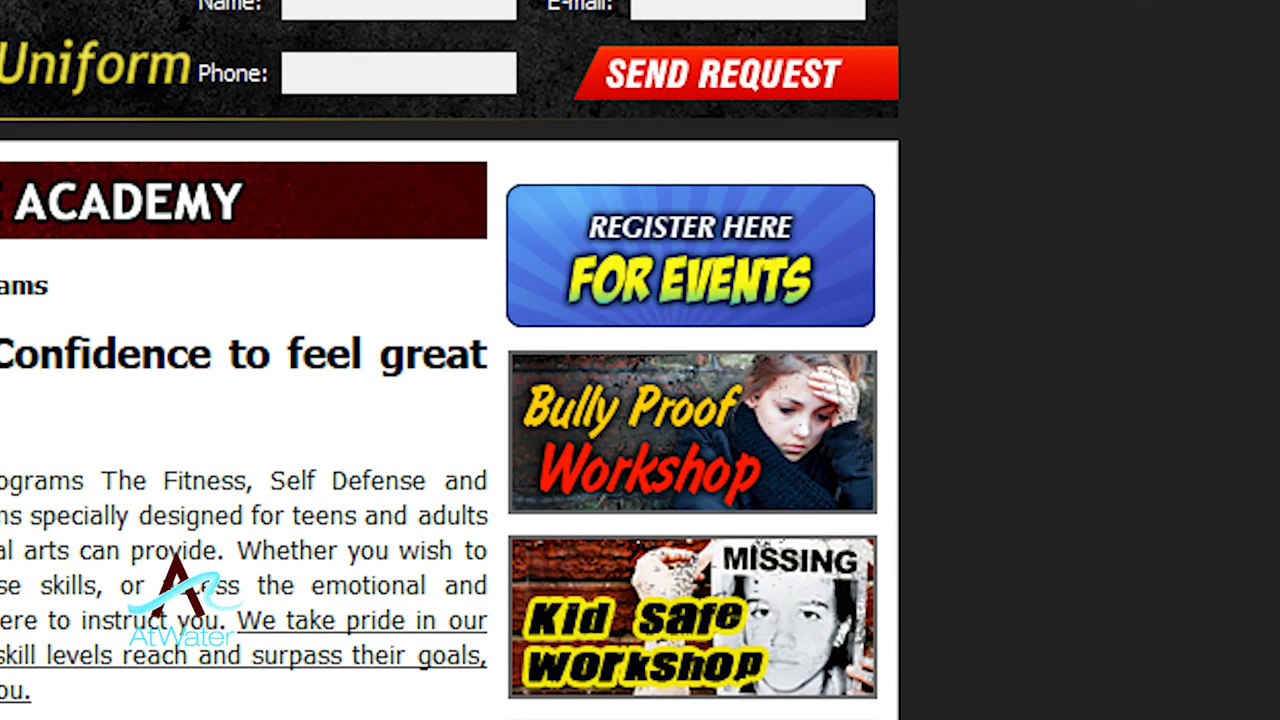 Name:
E-mail:
Uniform
Phone:
SEND REQUEST
ACADEMY
ams
Confidence to feel great
ograms The Fitness, Self Defense and
ns specially designed for teens and adults
al arts can provide. Whether you wish to
se skills, or the emotional and
ere to instruct you. We take pride in our
skill levels reach and surpass their goals,
ou.
AtWater
REGISTER HERE
FOR EVENTS
Bully Proof
Workshop
MISSING
Kid Safe
Workshop